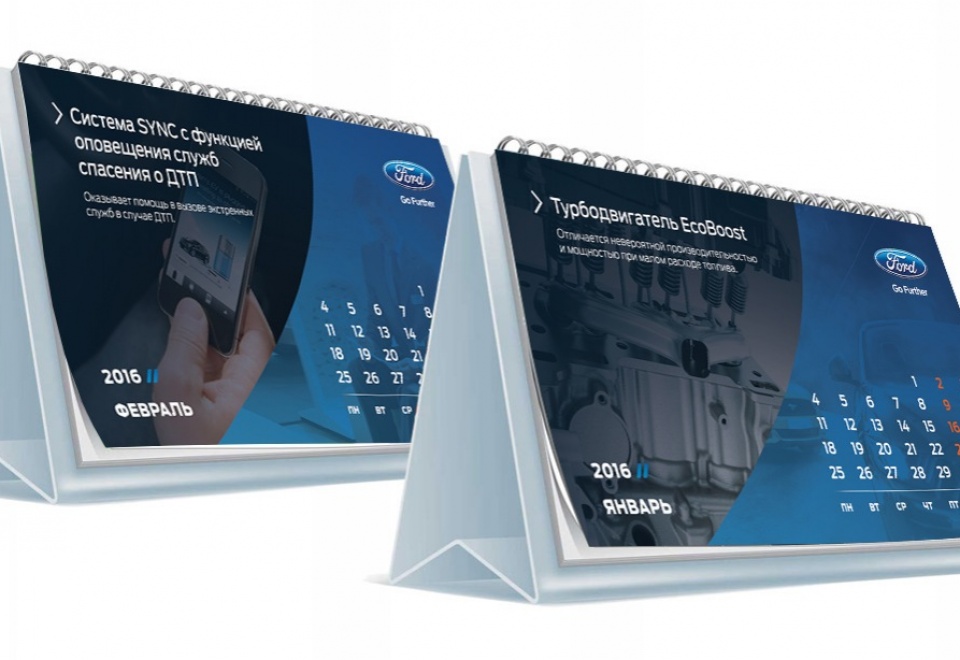 Система SYNC с функцией
оповещения служб
спасения о ДТП
Оказывает помощь в вызове экстренных
служб в случае ДТП.
Ford
Go Further
1
4 5 6 7 8
11 12 13 14
18 19 20 21
25 26 27
ПН ВТ СР
2016 //
ФЕВРАЛЬ
Турбодвигатель EcoBoost
Отличается невероятной производительностью
и мощностью при малом расходе топлива.
Ford
Go Further
1 2
4 5 6 7 8 9
11 12 13 14 15 16
18 19 20 21 22
25 26 27 28 29
ПН ВТ СР ЧТ ПТ
2016 //
ЯНВАРЬ